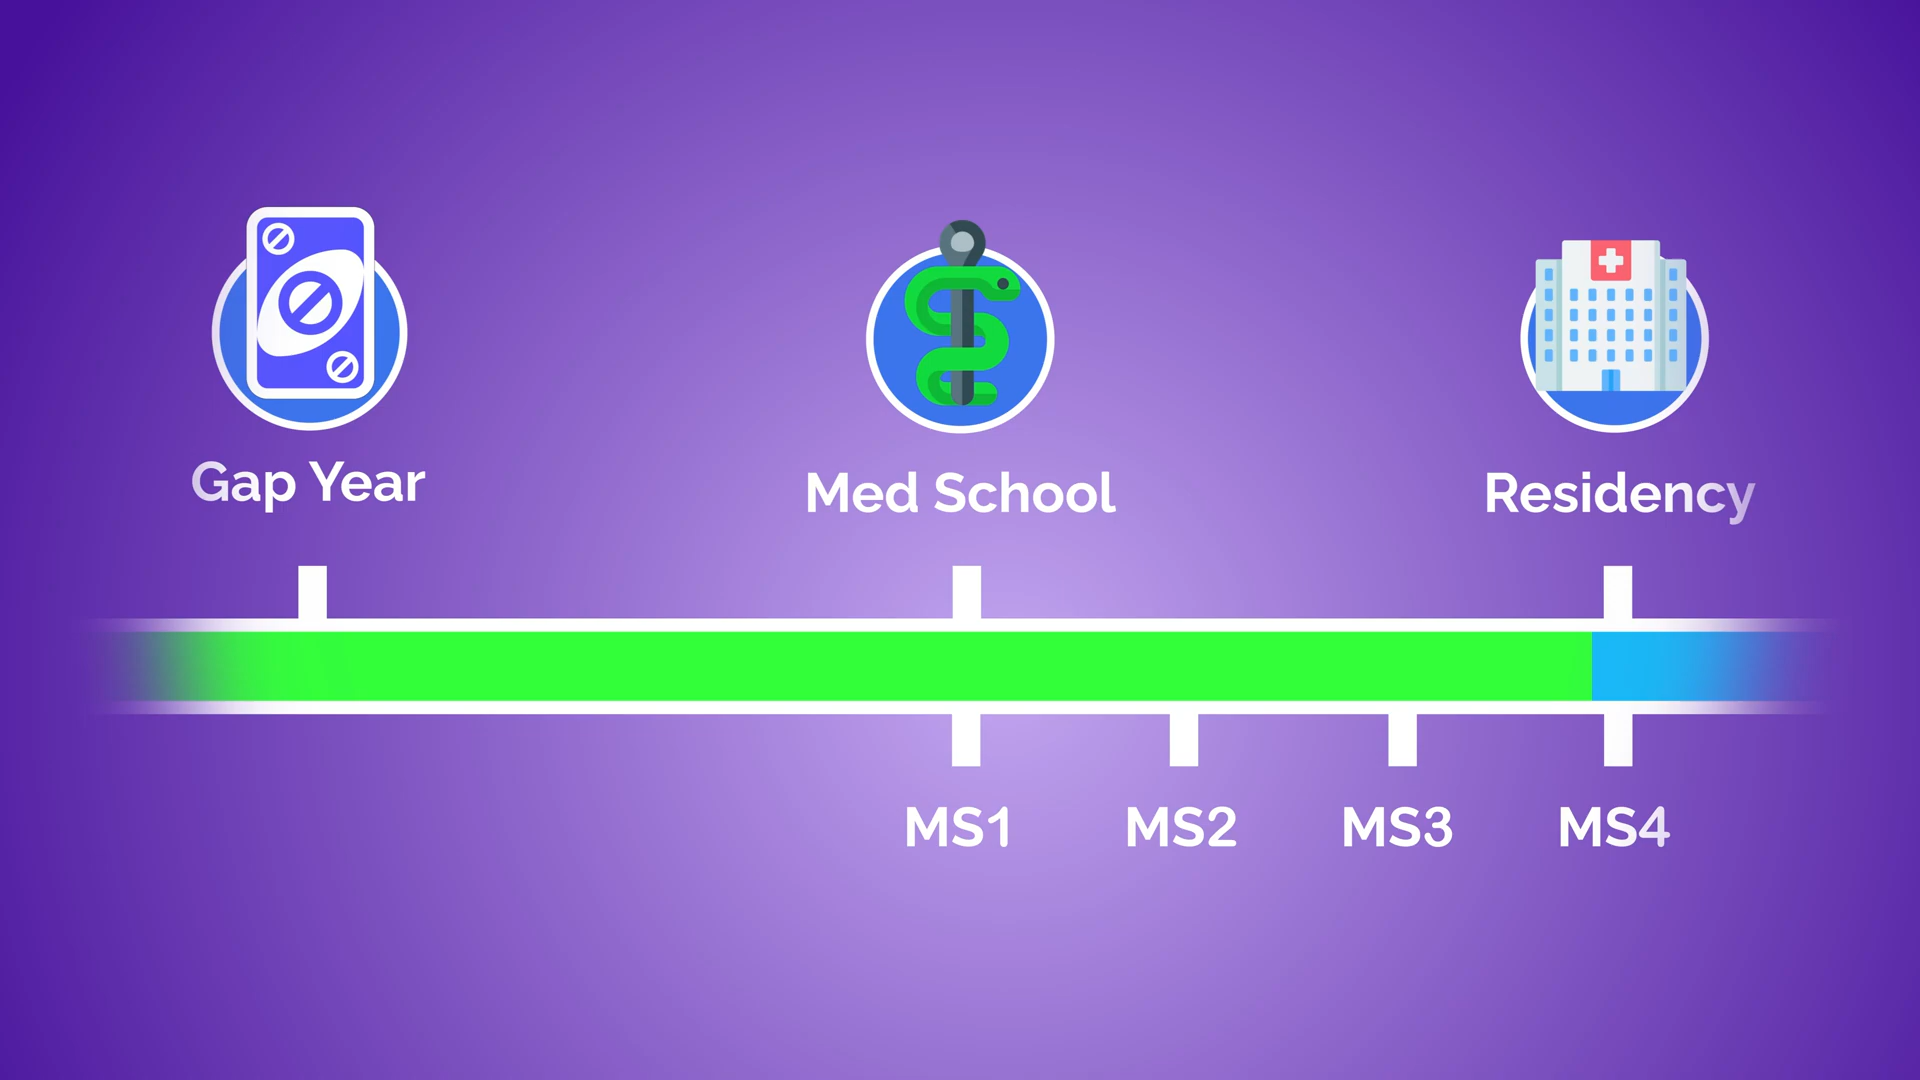 Gap Year
Med School
Residency
MS1
MS2
MS3
MS4